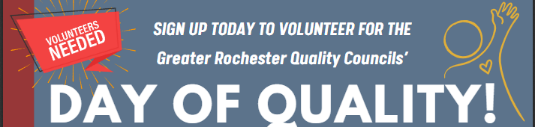 VOLUNTEERS
NEEDED
SIGN UP TODAY TO VOLUNTEER FOR THE
Greater Rochester Quality Councils'
DAY OF QUALITY!